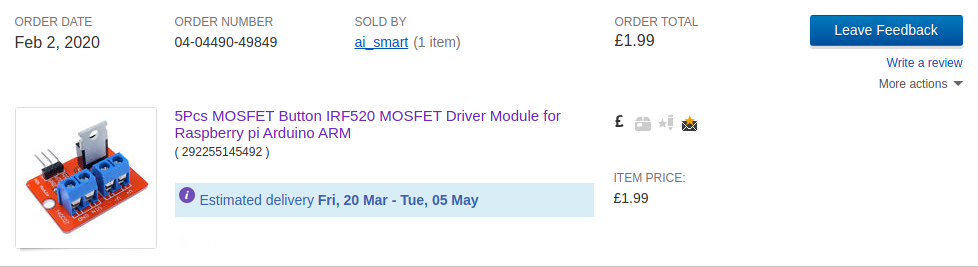 ORDER DATE
Feb 2, 2020
ORDER NUMBER
04-04490-49849
SOLD BY
ai_smart (1 item)
ORDER TOTAL
£1.99
Leave Feedback
Write a review
More actions
5Pcs MOSFET Button IRF520 MOSFET Driver Module for
Raspberry pi Arduino ARM
( 292255145492 )
Estimated delivery Fri, 20 Mar - Tue, 05 May
£
ITEM PRICE:
£1.99